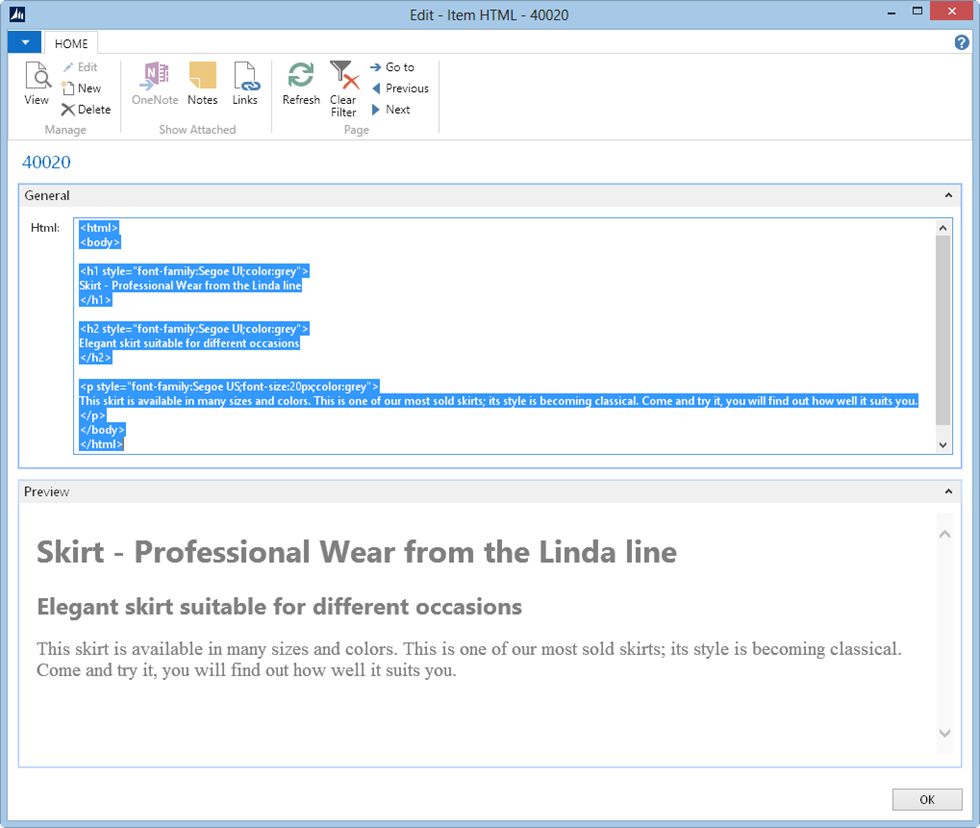 Edit - Item HTML - 40020
HOME
View
Edit
New
Delete
Manage
OneNote
Notes
Links
Show Attached
Refresh
Clear
Filter
Go to
Previous
Next
Page
40020
General
Html:
<html>
<body>
<h1 style="font-family:Segoe UI;color:grey">
Skirt - Professional Wear from the Linda line
</h1>
<h2 style="font-family:Segoe UI;color:grey">
Elegant skirt suitable for different occasions
</h2>
<p style="font-family:Segoe US;font-size:20px;color:grey">
This skirt is available in many sizes and colors. This is one of our most sold skirts; its style is becoming classical. Come and try it, you will find out how well it suits you.
</p>
</body>
</html>
Preview
Skirt - Professional Wear from the Linda line
Elegant skirt suitable for different occasions
This skirt is available in many sizes and colors. This is one of our most sold skirts; its style is becoming classical.
Come and try it, you will find out how well it suits you.
OK